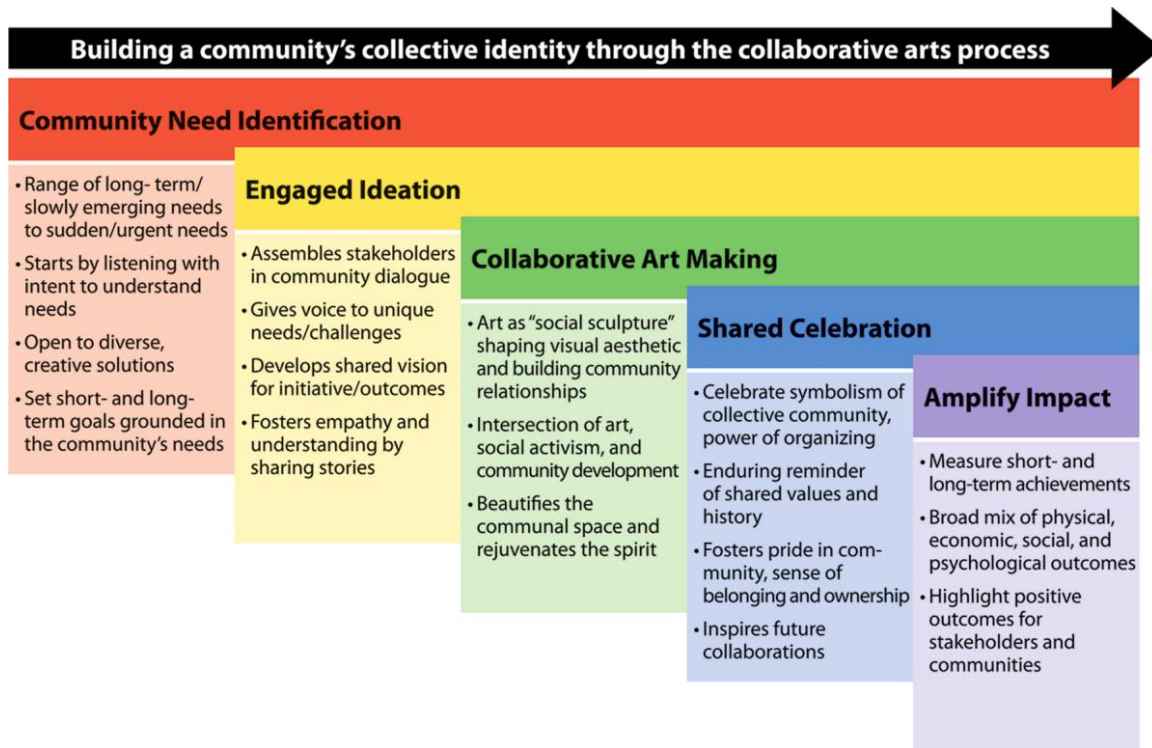 Building a community's collective identity through the collaborative arts process
Community Need Identification
• Range of long- term/
slowly emerging needs
to sudden/urgent needs
• Starts by listening with
intent to understand
needs
• Open to diverse,
creative solutions
• Set short- and long-
term goals grounded in
the community's needs
Engaged Ideation
• Assembles stakeholders
in community dialogue
• Gives voice to unique
needs/challenges
• Develops shared vision
for initiative/outcomes
• Fosters empathy and
understanding by
sharing stories
Collaborative Art Making
• Art as “social sculpture”
shaping visual aesthetic
and building community
relationships
• Intersection of art,
social activism, and
community development
• Beautifies the
communal space and
rejuvenates the spirit
Shared Celebration
• Celebrate symbolism of
collective community,
power of organizing
• Enduring reminder
of shared values and
history
• Fosters pride in com-
munity, sense of
belonging and ownership
• Inspires future
collaborations
Amplify Impact
• Measure short- and
long-term achievements
• Broad mix of physical,
economic, social, and
psychological outcomes
• Highlight positive
outcomes for
stakeholders and
communities